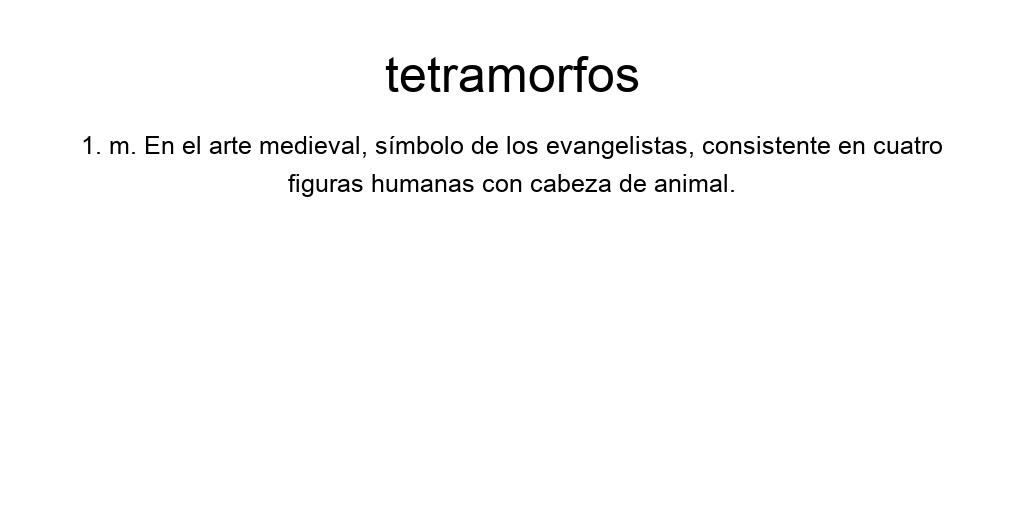 tetramorfos
1. m. En el arte medieval, símbolo de los evangelistas, consistente en cuatro
figuras humanas con cabeza de animal.